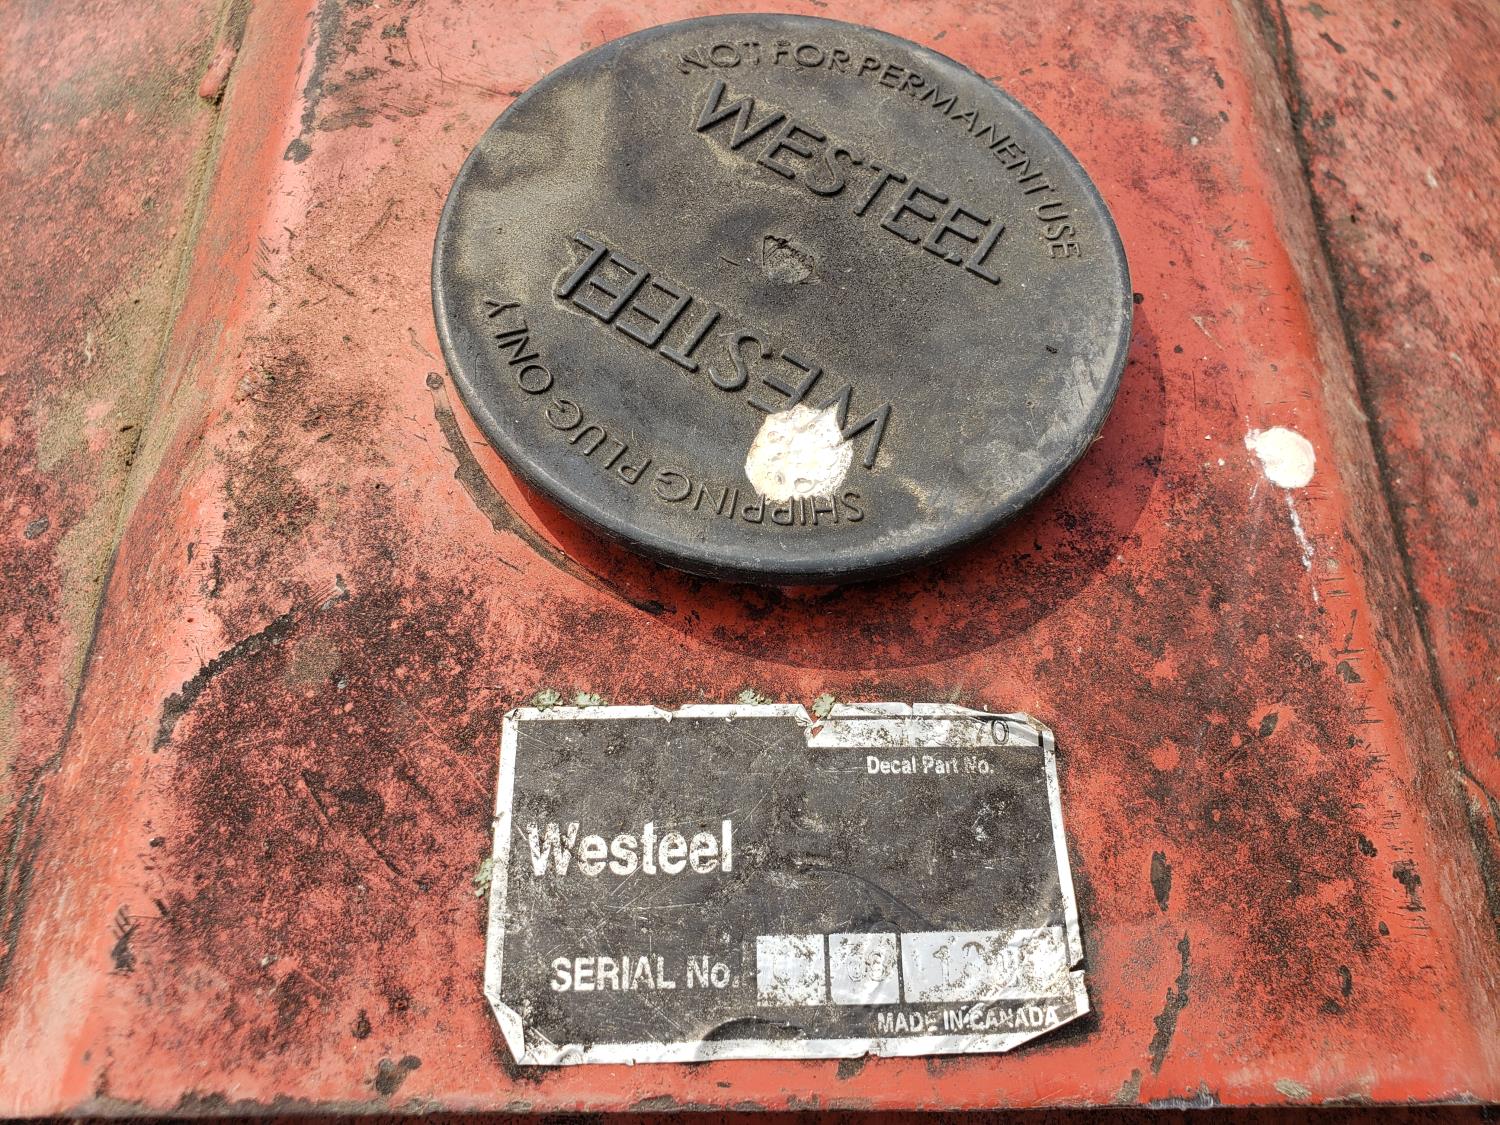 NOT FOR PERMANENT USE
WESTEEL
WESTEEL
SHIPPING PLUG ONLY
Decal Part No.
Westeel
SERIAL No.
MADE IN CANADA